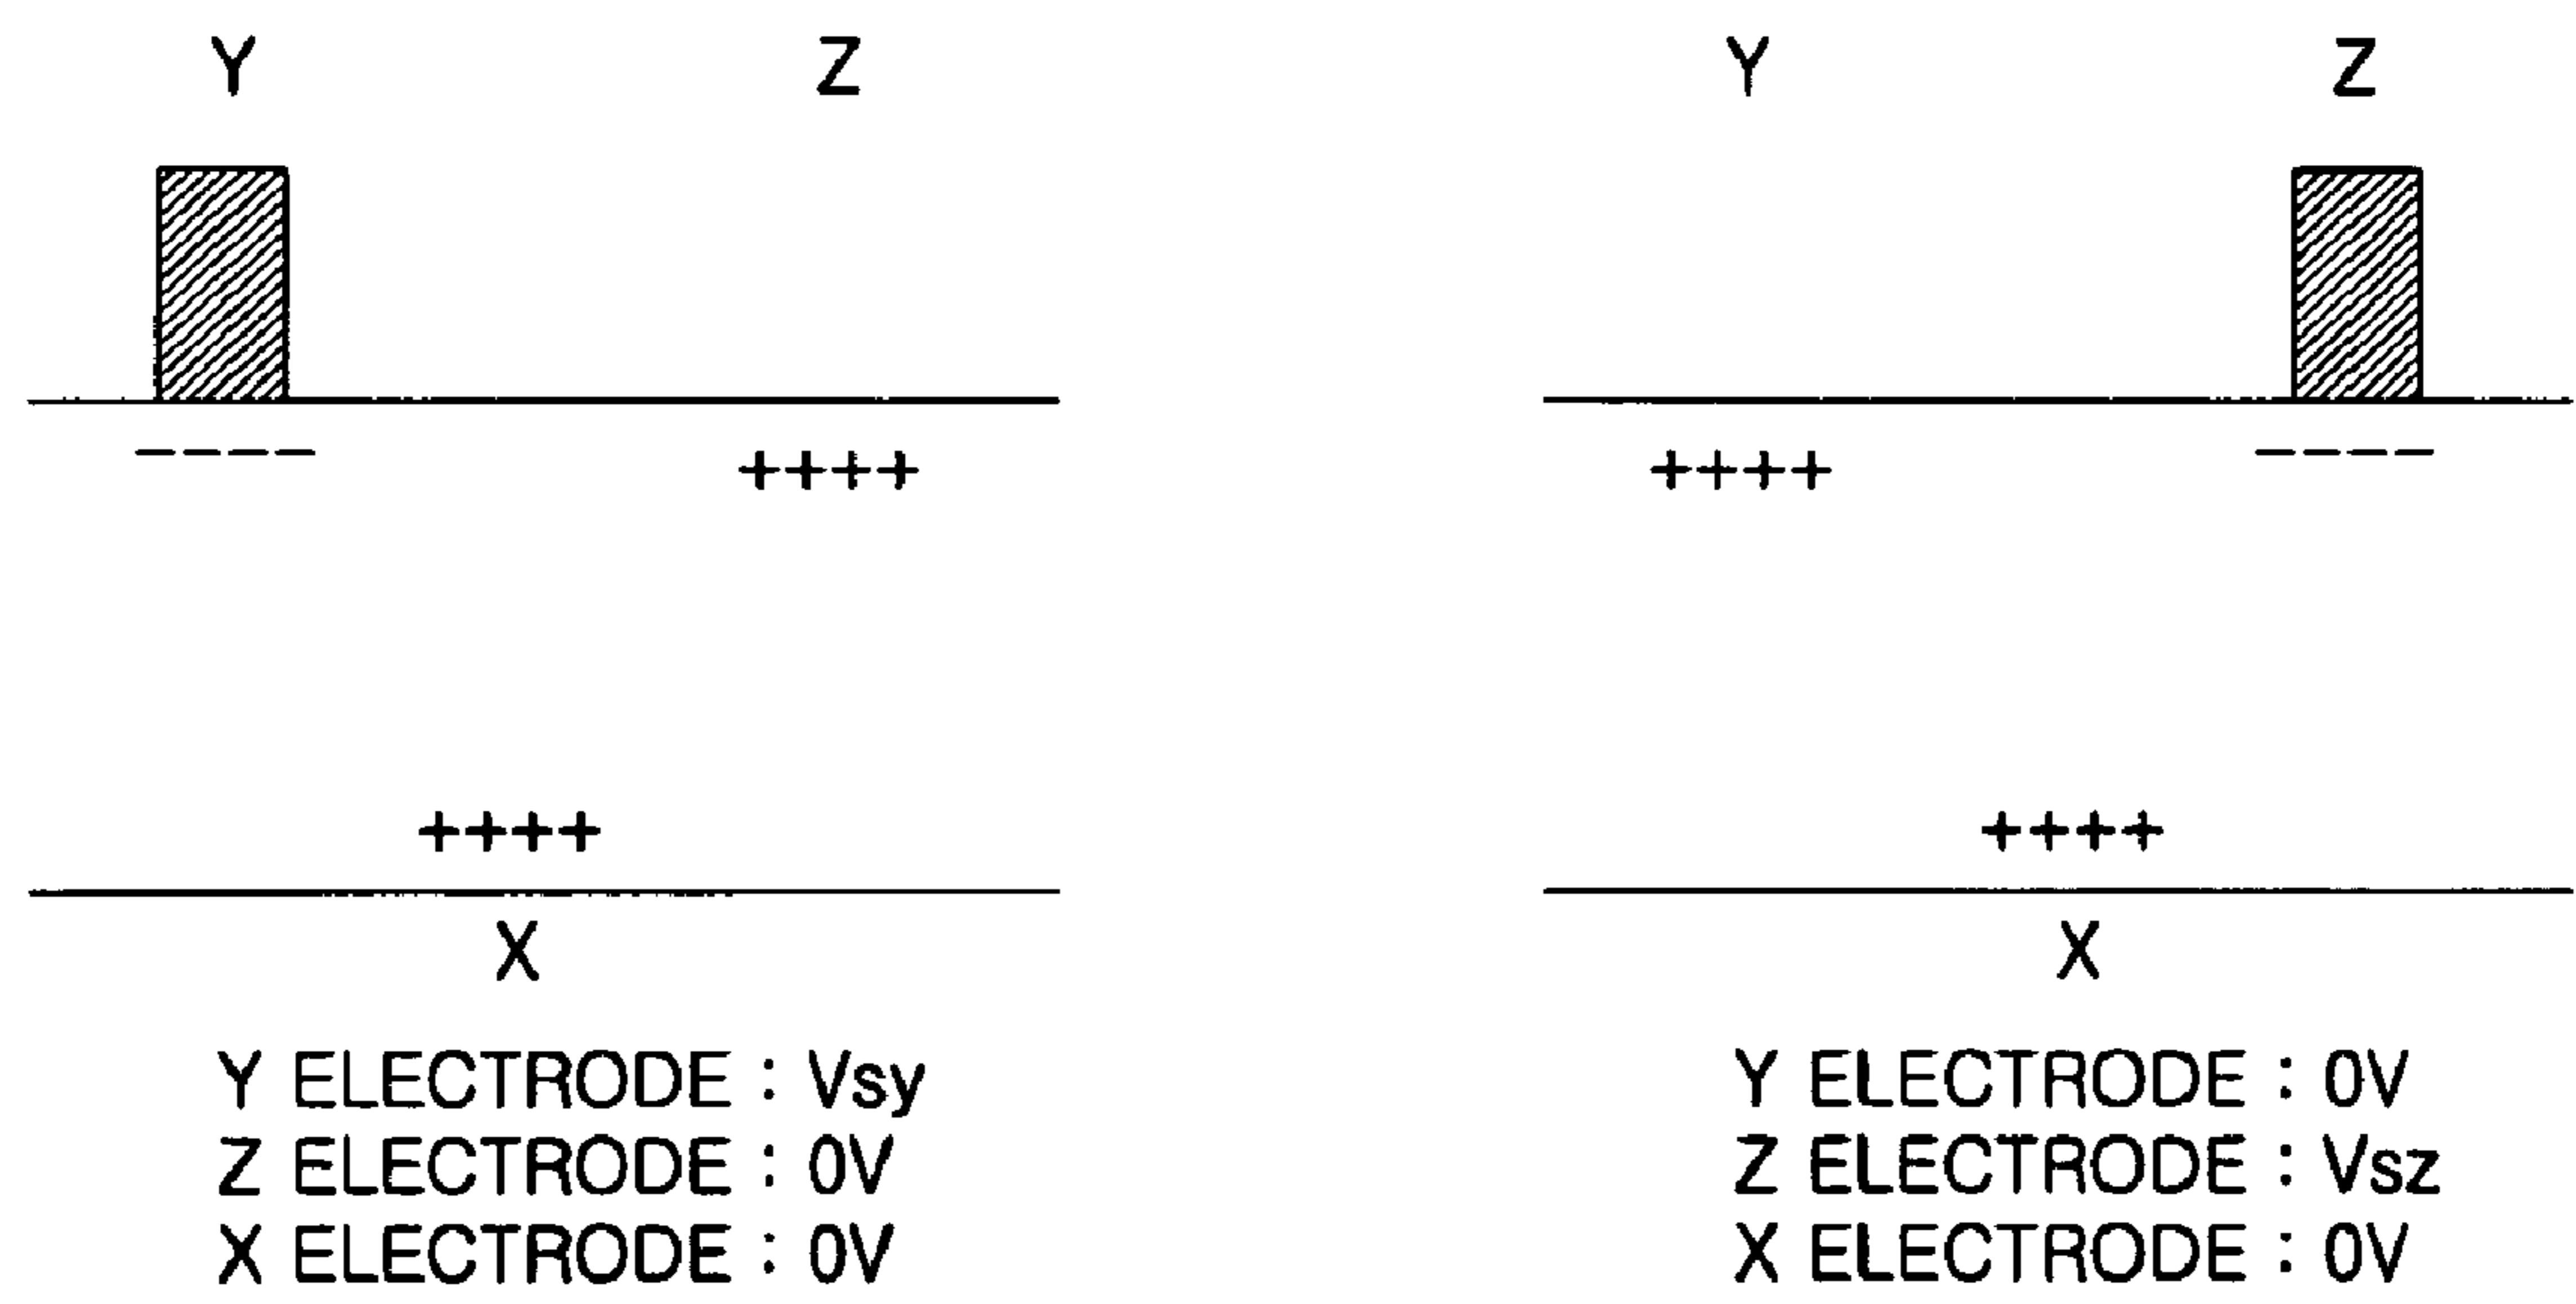 Y Z
---- ++++
++++
X
Y ELECTRODE : Vsy
Z ELECTRODE : 0V
X ELECTRODE : 0V
Y Z
++++ ----
++++
X
Y ELECTRODE : 0V
Z ELECTRODE : Vsz
X ELECTRODE : 0V